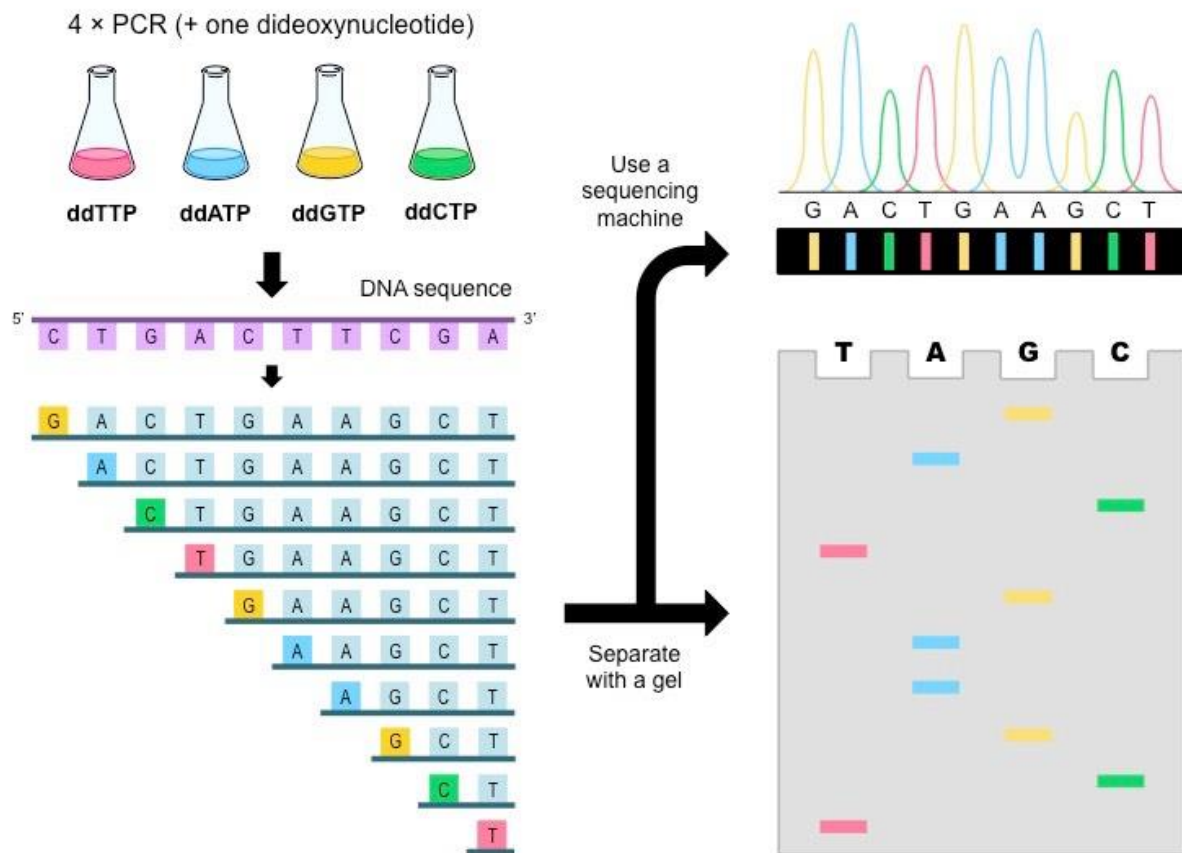 4 × PCR (+ one dideoxynucleotide)
ddTTP ddATP ddGTP ddCTP
DNA sequence
5’ 3’
C T G A C T T C G A
G A C T G A A G C T
A C T G A A G C T
C T G A A G C T
T G A A G C T
G A A G C T
A A G C T
A G C T
G C T
C T
T
Use a
sequencing
machine
Separate
with a gel
G A C T G A A G C T
T A G C